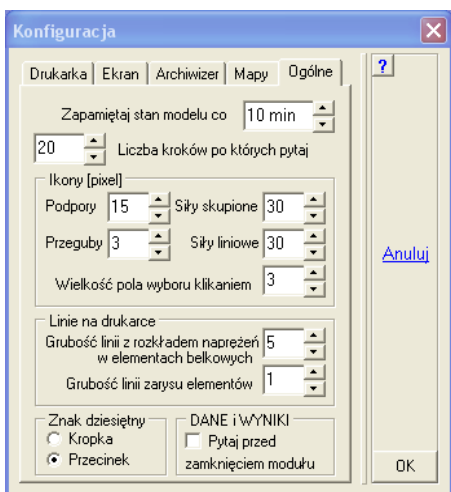 Konfiguracja
Drukarka Ekran Archiwizer Mapy Ogólne
?
Zapamiętaj stan modelu co 10 min
20 Liczba kroków po których pytaj
Ikony [pixel]
Podpory 15 Siły skupione 30
Przeguby 3 Siły liniowe 30
Anuluj
Wielkość pola wyboru klikaniem 3
Linie na drukarce
Grubość linii z rozkładem naprężeń 5
w elementach belkowych
Grubość linii zarysu elementów 1
Znak dziesiętny
Kropka
Przecinek
DANE i WYNIKI
Pytaj przed
zamknięciem modułu
OK